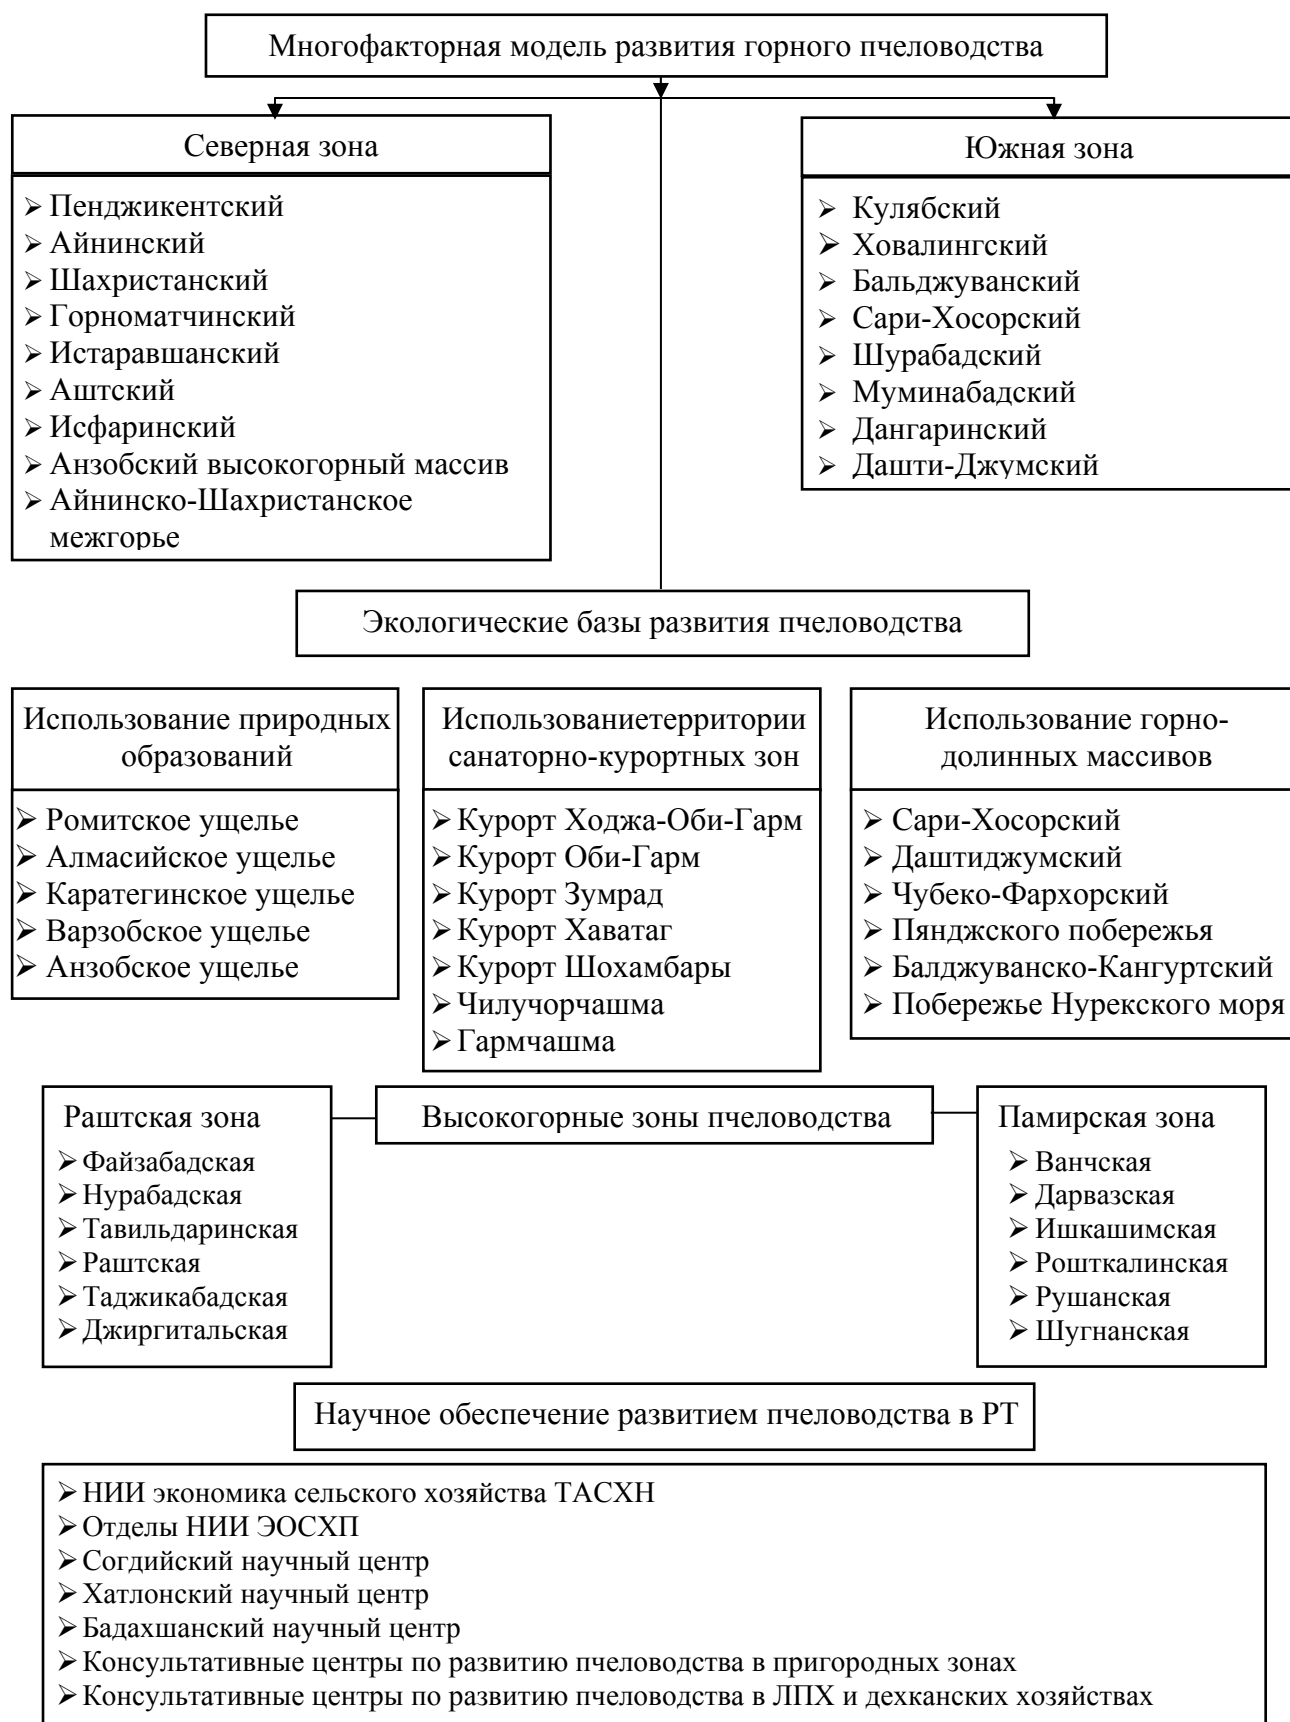 Многофакторная модель развития горного пчеловодства
Северная зона
➢ Пенджикентский
➢ Айнинский
➢ Шахристанский
➢ Горноматчинский
➢ Истаравшанский
➢ Аштский
➢ Исфаринский
➢ Анзобский высокогорный массив
➢ Айнинско-Шахристанское
межгорье
Южная зона
➢ Кулябский
➢ Ховалингский
➢ Бальджуванский
➢ Сари-Хосорский
➢ Шурабадский
➢ Муминабадский
➢ Дангаринский
➢ Дашти-Джумский
Экологические базы развития пчеловодства
Использование природных
образований
➢ Ромитское ущелье
➢ Алмасийское ущелье
➢ Каратегинское ущелье
➢ Варзобское ущелье
➢ Анзобское ущелье
Использованиетерритории
санаторно-курортных зон
➢ Курорт Ходжа-Оби-Гарм
➢ Курорт Оби-Гарм
➢ Курорт Зумрад
➢ Курорт Хаватаг
➢ Курорт Шохамбары
➢ Чилучорчашма
➢ Гармчашма
Использование горно-
долинных массивов
➢ Сари-Хосорский
➢ Даштиджумский
➢ Чубеко-Фархорский
➢ Пянджского побережья
➢ Балджуванско-Кангуртский
➢ Побережье Нурекского моря
Раштская зона
➢ Файзабадская
➢ Нурабадская
➢ Тавильдаринская
➢ Раштская
➢ Таджикабадская
➢ Джиргитальская
Высокогорные зоны пчеловодства
Памирская зона
➢ Ванчская
➢ Дарвазская
➢ Ишкашимская
➢ Рошткалинская
➢ Рушанская
➢ Шугнанская
Научное обеспечение развитием пчеловодства в РТ
➢ НИИ экономика сельского хозяйства ТАСХН
➢ Отделы НИИ ЭОСХП
➢ Согдийский научный центр
➢ Хатлонский научный центр
➢ Бадахшанский научный центр
➢ Консультативные центры по развитию пчеловодства в пригородных зонах
➢ Консультативные центры по развитию пчеловодства в ЛПХ и дехканских хозяйствах